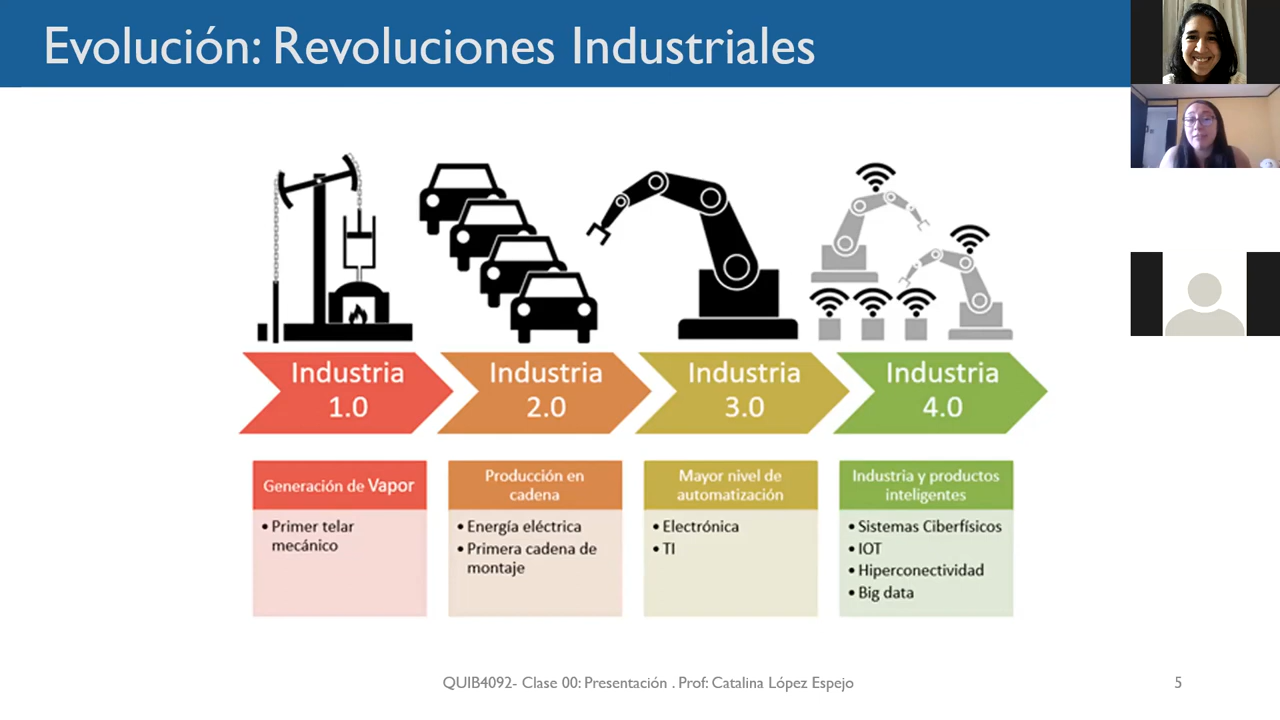 Evolución: Revoluciones Industriales
Industria
1.0
Industria
2.0
Industria
3.0
Industria
4.0
Generación de Vapor
• Primer telar
mecánico
Producción en
cadena
• Energía eléctrica
• Primera cadena de
montaje
Mayor nivel de
automatización
• Electrónica
• TI
Industria y productos
inteligentes
• Sistemas Ciberfísicos
• IOT
• Hiperconectividad
• Big data
QUIB4092- Clase 00: Presentación . Prof: Catalina López Espejo
5